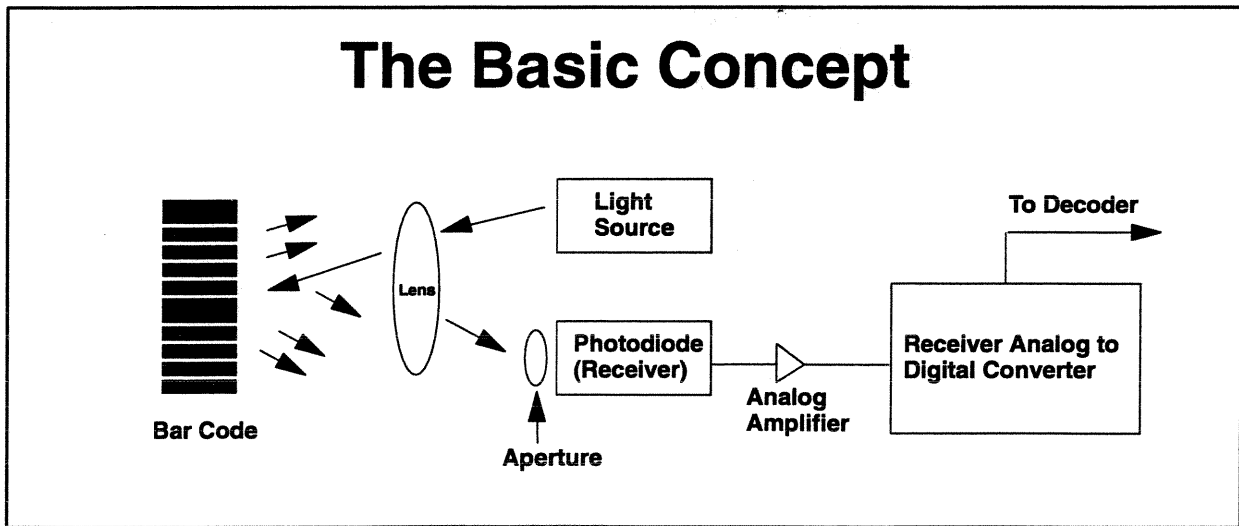 The Basic Concept
Light
Source
To Decoder
Lens
Photodiode
(Receiver)
Receiver Analog to
Digital Converter
Analog
Amplifier
Bar Code
Aperture